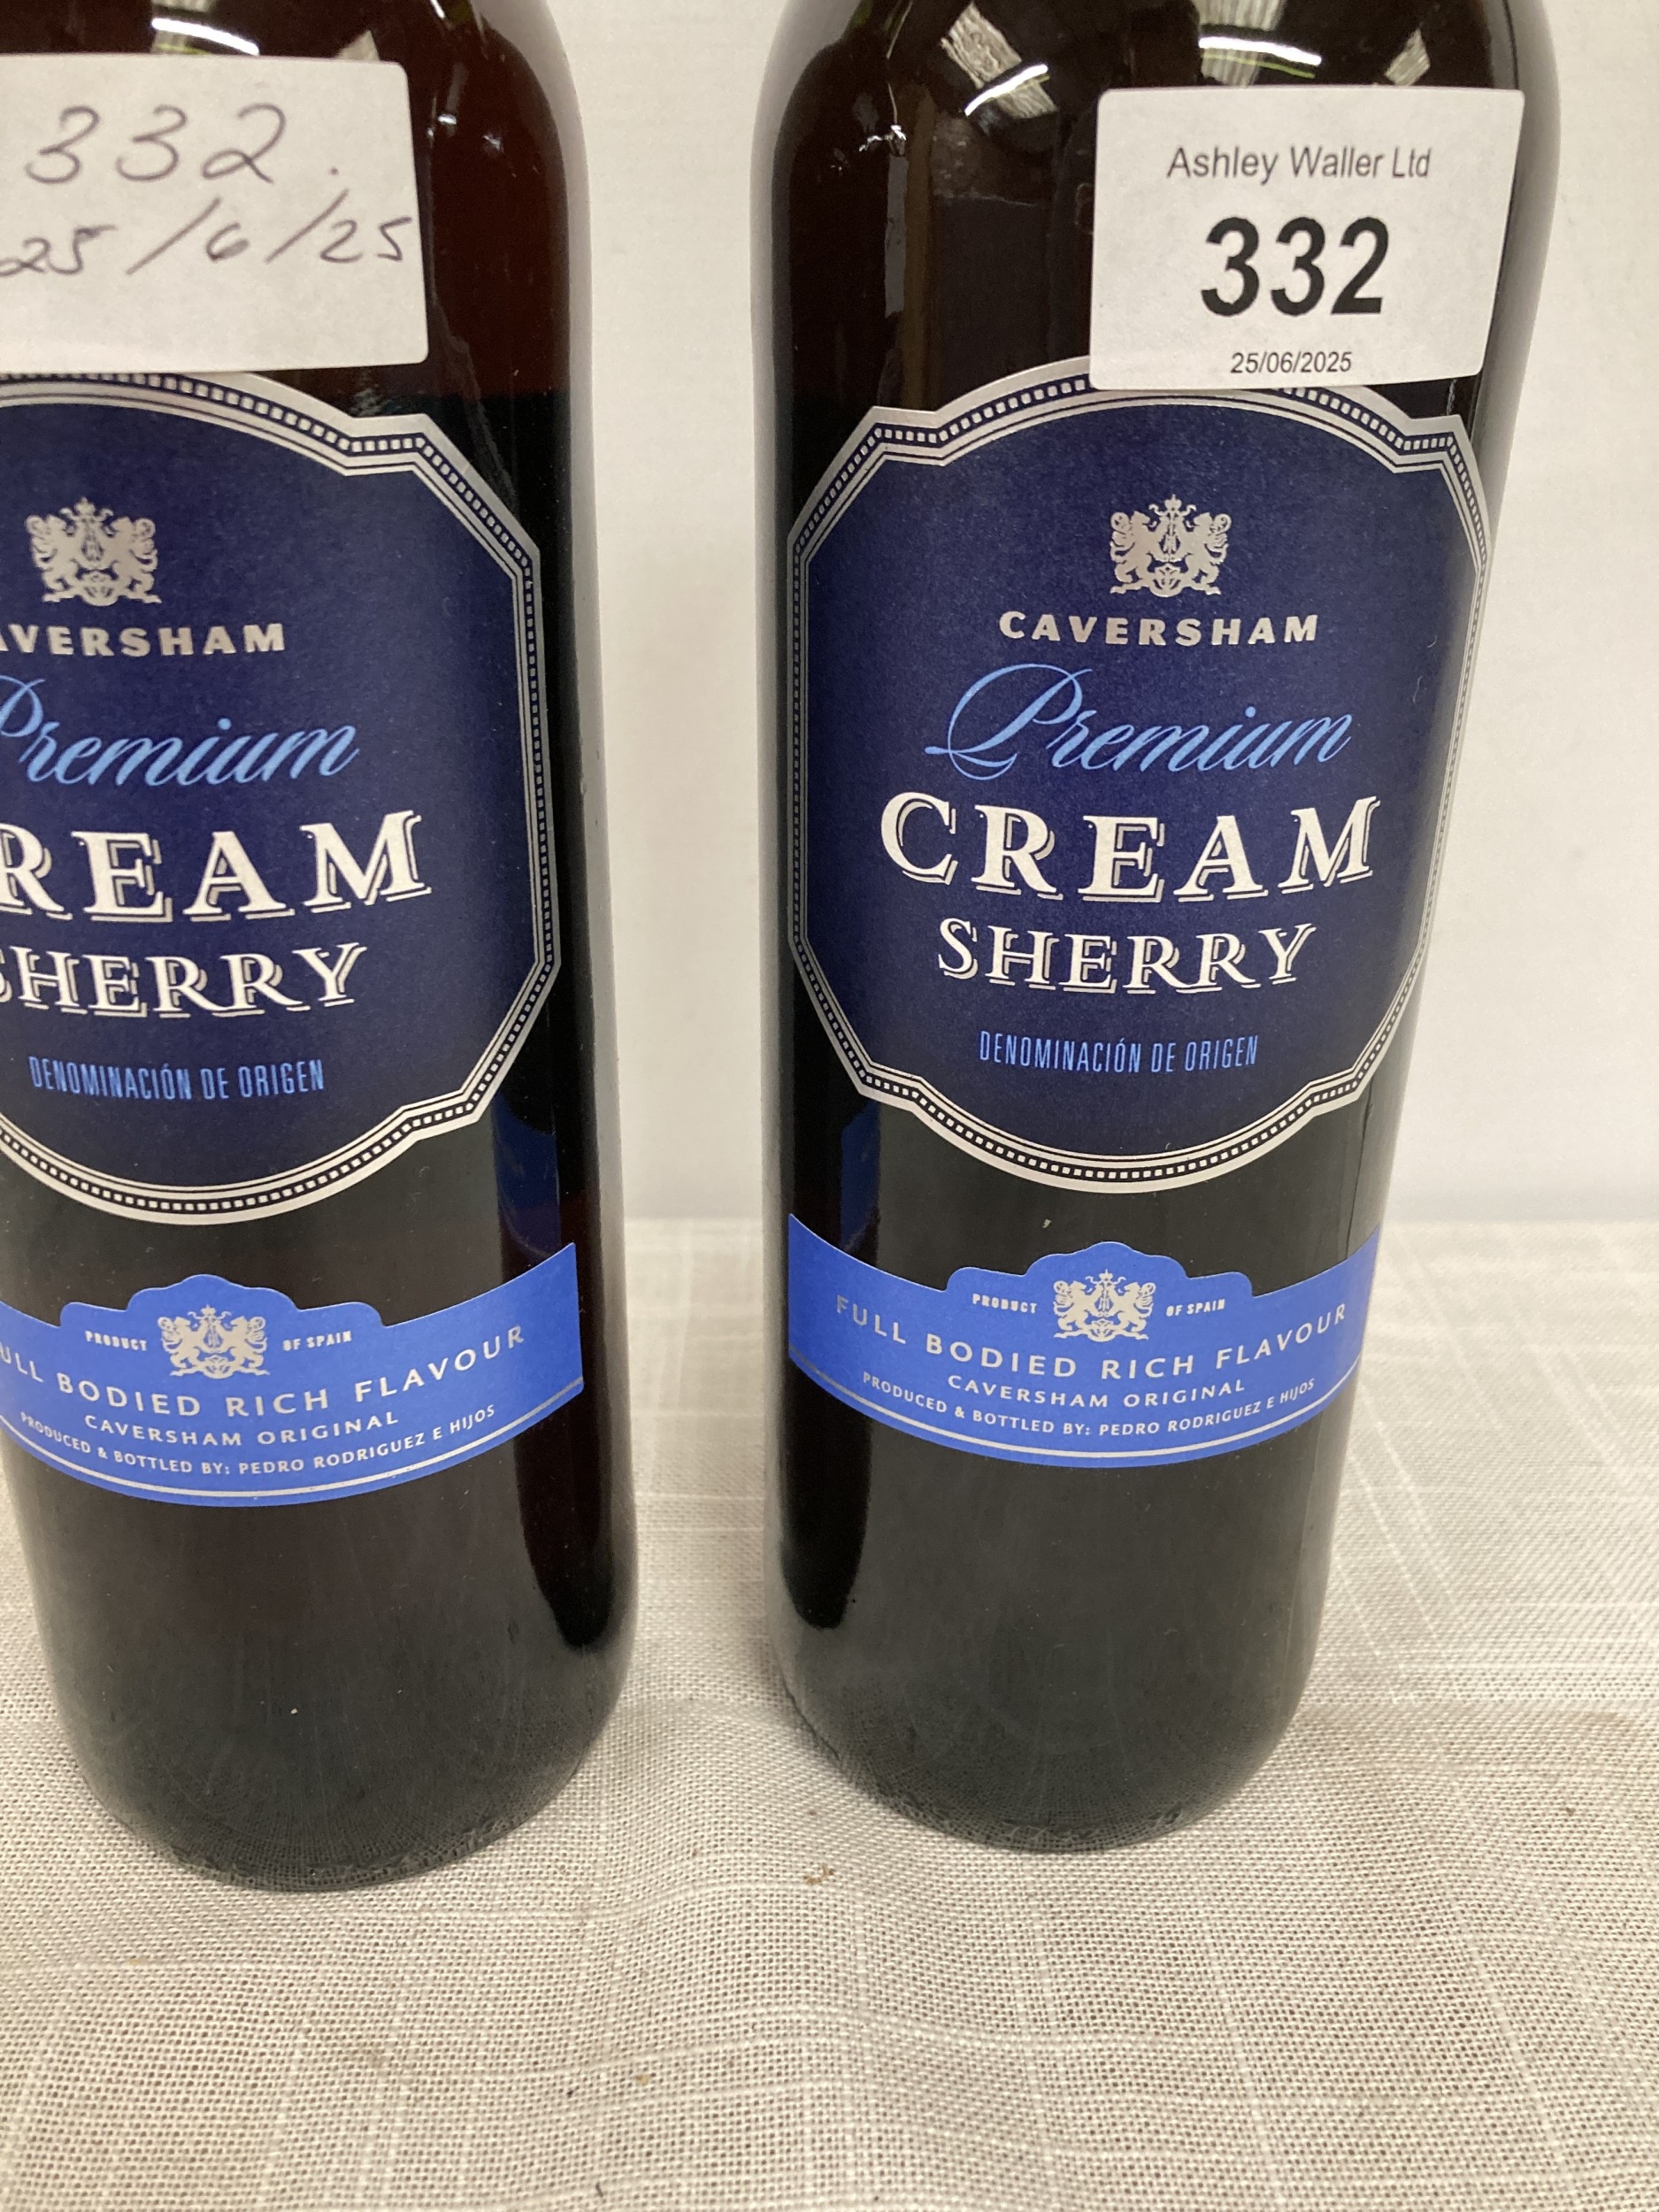 332.
25/6/25
AVERSHAM
Premium
REAM
SHERRY
DENOMINACIÓN DE ORIGEN
PRODUCT OF SPAIN
ULL BODIED RICH FLAVOUR
CAVERSHAM ORIGINAL
PRODUCED & BOTTLED BY: PEDRO RODRIGUEZ E HIJOS
Ashley Waller Ltd
332
25/06/2025
CAVERSHAM
Premium
CREAM
SHERRY
DENOMINACIÓN DE ORIGEN
PRODUCT OF SPAIN
FULL BODIED RICH FLAVOUR
CAVERSHAM ORIGINAL
PRODUCED & BOTTLED BY: PEDRO RODRIGUEZ E HIJOS